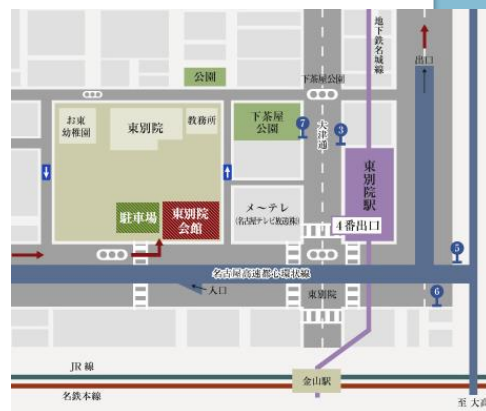 地下鉄名城線
出口
公園
下茶屋公園
お東
幼稚園
東別院
教務所
下茶屋
公園
7
大津通
3
東別院駅
駐車場
東別院
会館
メ〜テレ
(名古屋テレビ放送(株))
4番出口
5
名古屋高速都心環状線
入口
東別院
6
JR線
金山駅
名鉄本線
至 大高